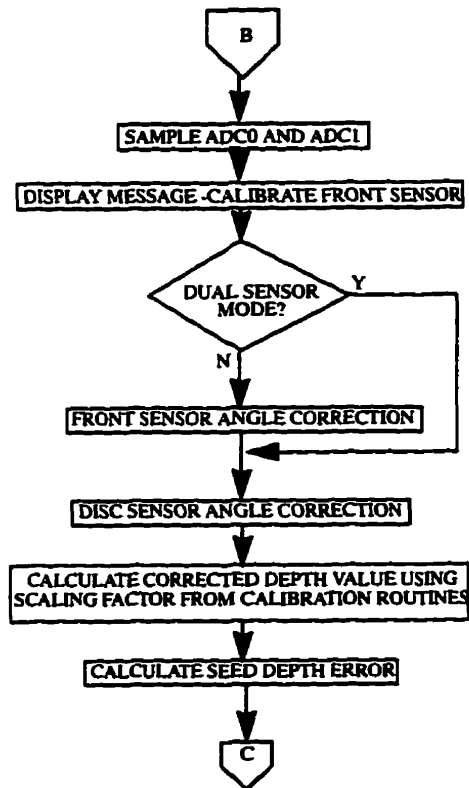 B
SAMPLE ADC0 AND ADC1
DISPLAY MESSAGE -CALIBRATE FRONT SENSOR
DUAL SENSOR
MODE?
Y
N
FRONT SENSOR ANGLE CORRECTION
DISC SENSOR ANGLE CORRECTION
CALCULATE CORRECTED DEPTH VALUE USING
SCALING FACTOR FROM CALIBRATION ROUTINES
CALCULATE SEED DEPTH ERROR
C